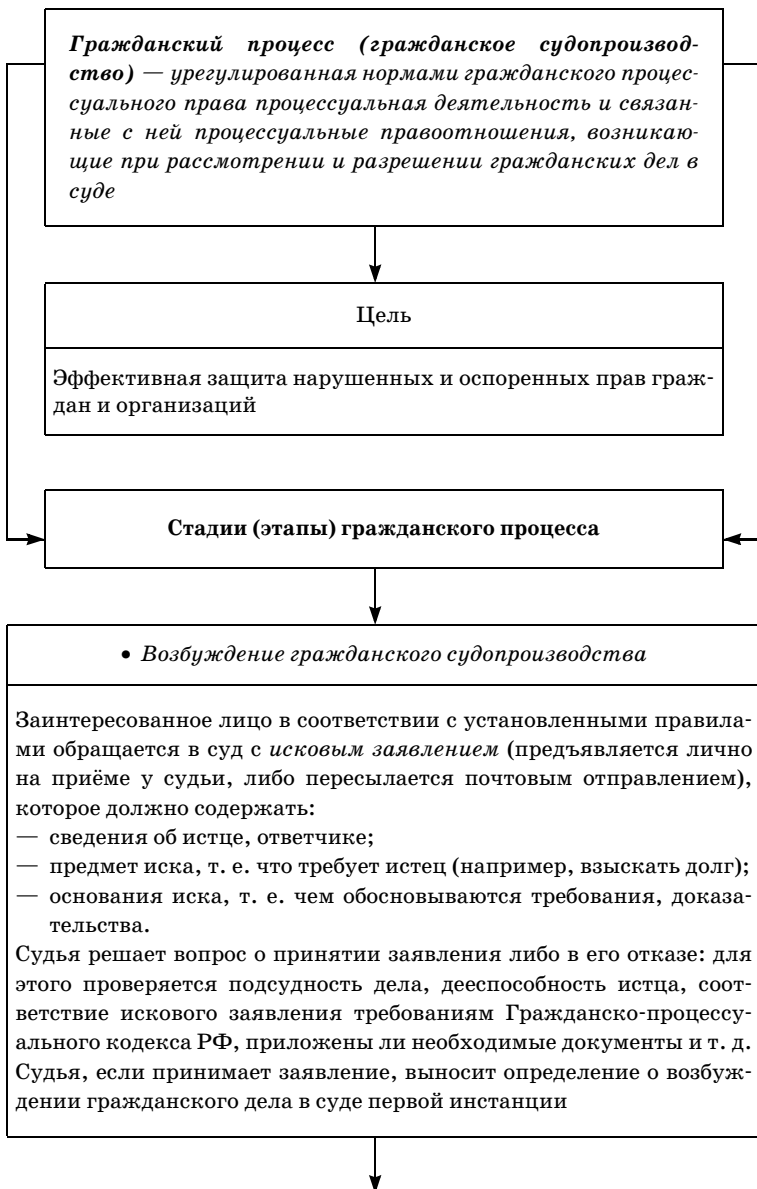 Гражданский процесс (гражданское судопроизвод-
ство) — урегулированная нормами гражданского процес-
суального права процессуальная деятельность и связан-
ные с ней процессуальные правоотношения, возникаю-
щие при рассмотрении и разрешении гражданских дел в
суде
Цель
Эффективная защита нарушенных и оспоренных прав граж-
дан и организаций
Стадии (этапы) гражданского процесса
• Возбуждение гражданского судопроизводства
Заинтересованное лицо в соответствии с установленными правила-
ми обращается в суд с исковым заявлением (предъявляется лично
на приёме у судьи, либо пересылается почтовым отправлением),
которое должно содержать:
— сведения об истце, ответчике;
— предмет иска, т. е. что требует истец (например, взыскать долг);
— основания иска, т. е. чем обосновываются требования, доказа-
тельства.
Судья решает вопрос о принятии заявления либо в его отказе: для
этого проверяется подсудность дела, дееспособность истца, соот-
ветствие искового заявления требованиям Гражданско-процессу-
ального кодекса РФ, приложены ли необходимые документы и т. д.
Судья, если принимает заявление, выносит определение о возбуж-
дении гражданского дела в суде первой инстанции